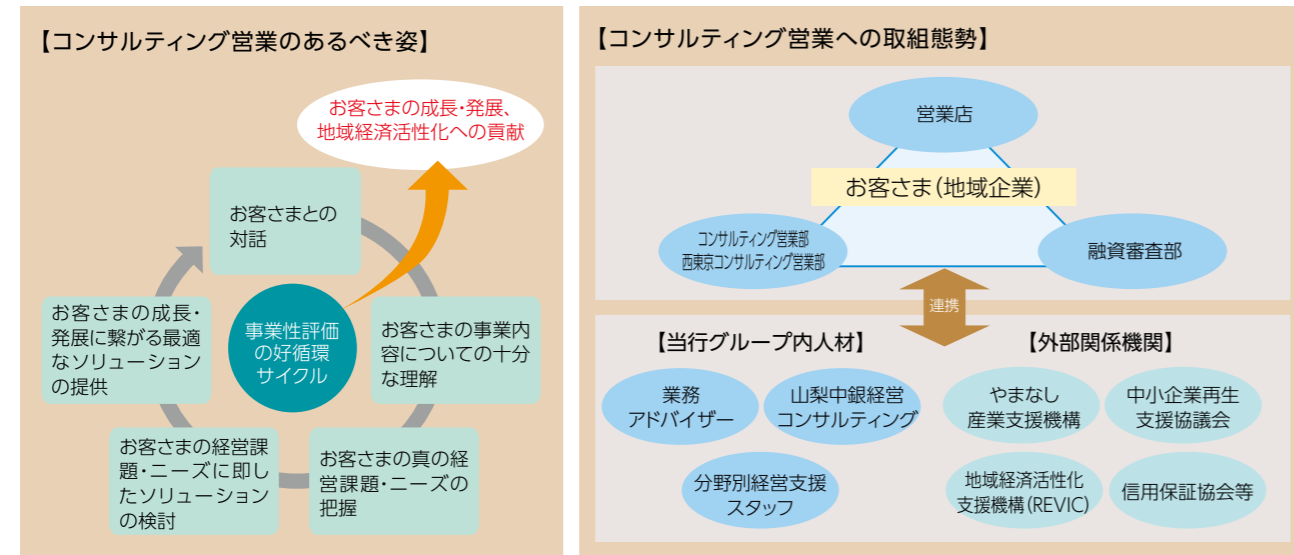 【コンサルティング営業のあるべき姿】
お客さまの成長・発展、
地域経済活性化への貢献
お客さまとの
対話
お客さまの事業内
容についての十分
な理解
お客さまの真の経
営課題・ニーズの
把握
お客さまの経営課
題・ニーズに即し
たソリューション
の検討
お客さまの成長・
発展に繋がる最適
なソリューション
の提供
事業性評価
の好循環
サイクル
【コンサルティング営業への取組態勢】
営業店
お客さま（地域企業）
コンサルティング営業部
西東京コンサルティング営業部
融資審査部
連携
【当行グループ内人材】
業務
アドバイザー
山梨中銀経営
コンサルティング
分野別経営支援
スタッフ
【外部関係機関】
やまなし
産業支援機構
中小企業再生
支援協議会
地域経済活性化
支援機構（REVIC）
信用保証協会等